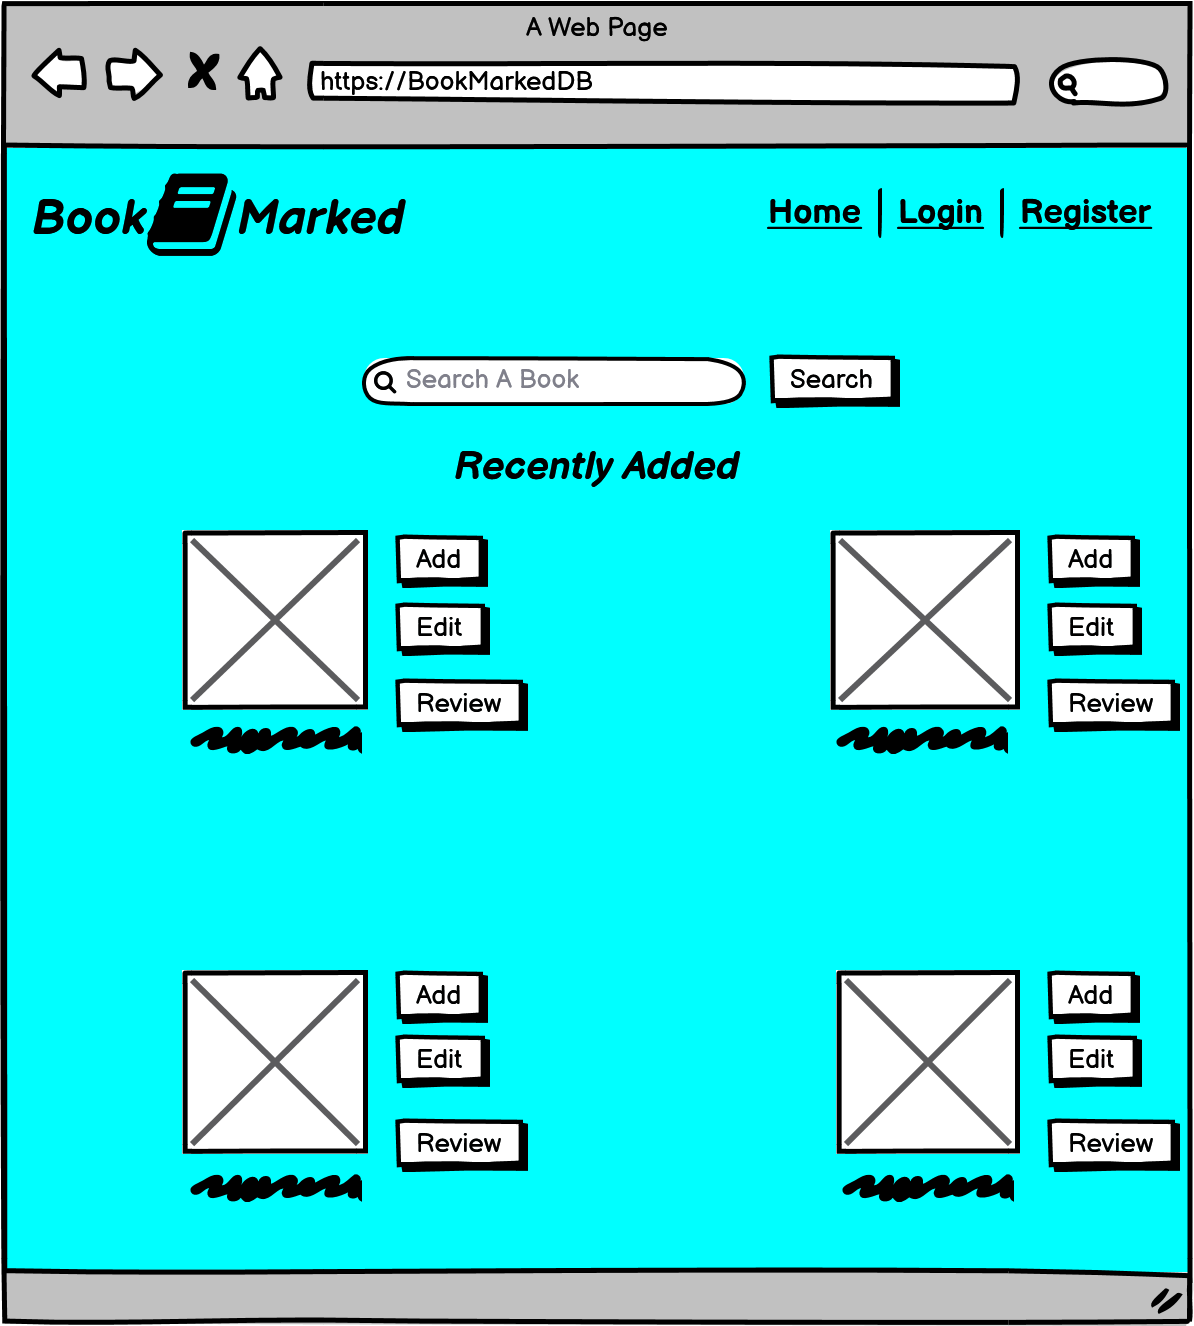 A Web Page
https://BookMarkedDB
Book Marked
Home Login Register
Search A Book Search
Recently Added
Add Add
Edit Edit
Review Review
Add Add
Edit Edit
Review Review